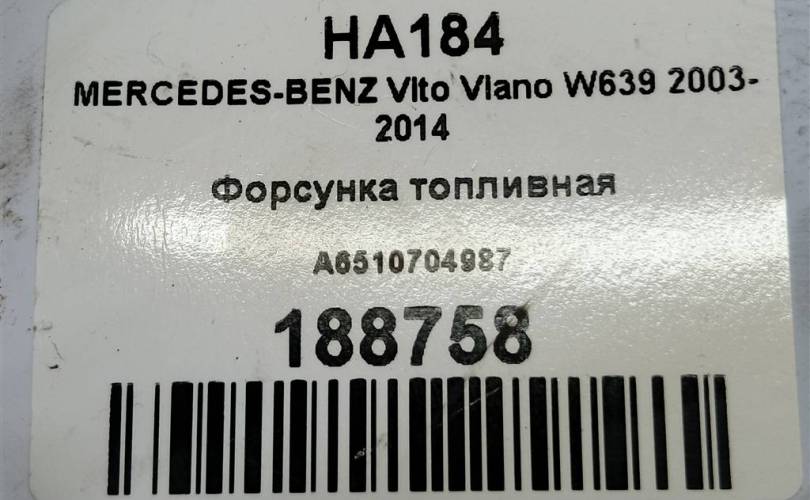 HA184
MERCEDES-BENZ Vito Viano W639 2003-
2014
Форсунка топливная
A6510704987
188758